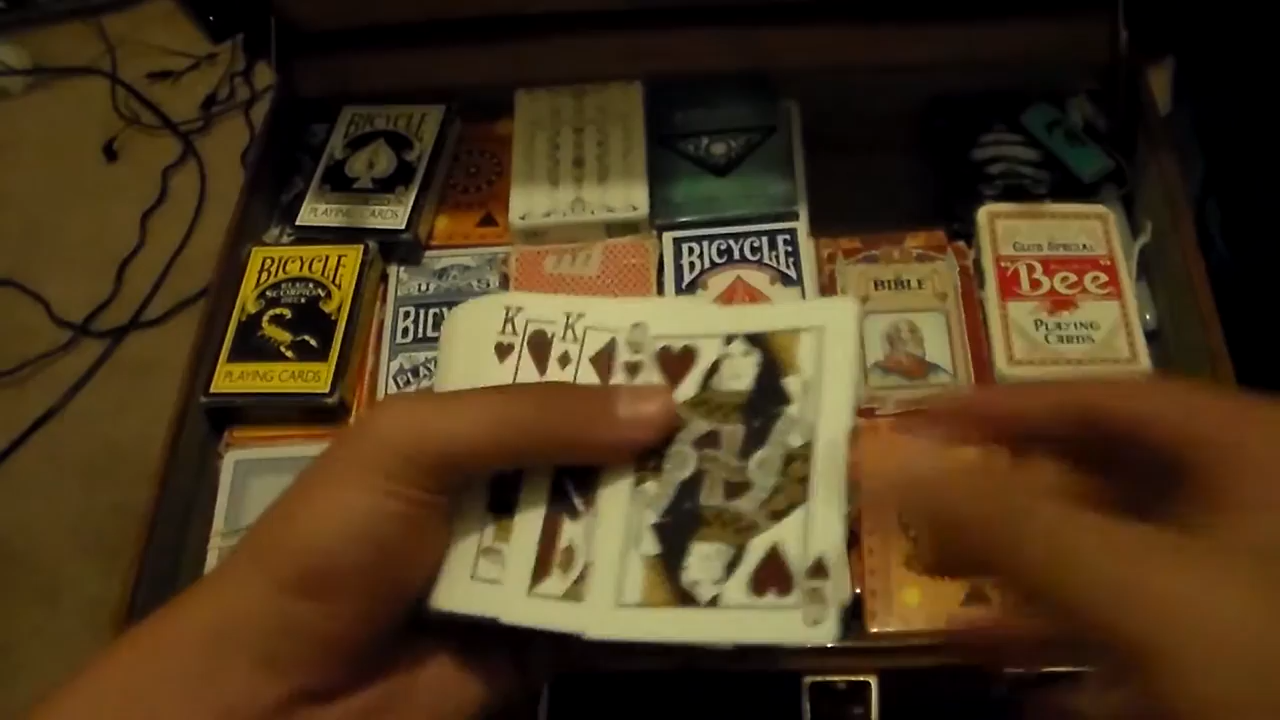 BICYCLE
PLAYING CARDS
BICYCLE
BLACK
SCORPION
DECK
PLAYING CARDS
U S
BICYCLE
BIBLE
CLUB SPECIAL
"Bee"
PLAYING
CARDS
K
K